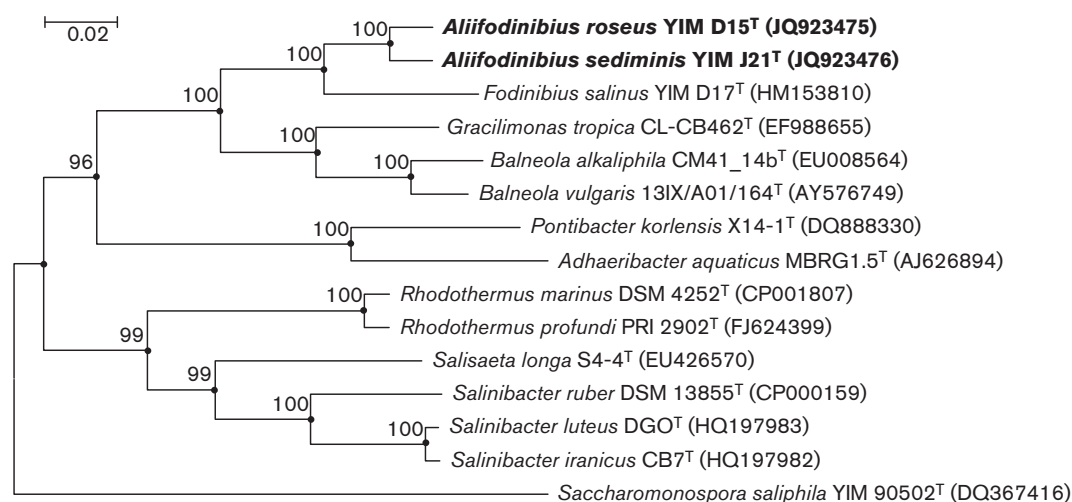 0.02
100
Aliifodinibius roseus YIM D15ᵀ (JQ923475)
100
Aliifodinibius sediminis YIM J21ᵀ (JQ923476)
100
Fodinibius salinus YIM D17ᵀ (HM153810)
100
Gracilimonas tropica CL-CB462ᵀ (EF988655)
100
Balneola alkaliphila CM41_14bᵀ (EU008564)
96
Balneola vulgaris 13IX/A01/164ᵀ (AY576749)
100
Pontibacter korlensis X14-1ᵀ (DQ888330)
Adhaeribacter aquaticus MBRG1.5ᵀ (AJ626894)
100
Rhodothermus marinus DSM 4252ᵀ (CP001807)
99
Rhodothermus profundi PRI 2902ᵀ (FJ624399)
99
Salisaeta longa S4-4ᵀ (EU426570)
100
Salinibacter ruber DSM 13855ᵀ (CP000159)
100
Salinibacter luteus DGOᵀ (HQ197983)
Salinibacter iranicus CB7ᵀ (HQ197982)
Saccharomonospora saliphila YIM 90502ᵀ (DQ367416)